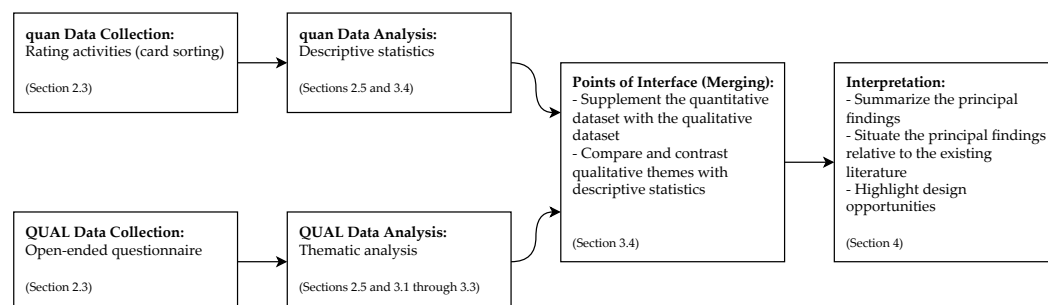 quan Data Collection:
Rating activities (card sorting)
(Section 2.3)
quan Data Analysis:
Descriptive statistics
(Sections 2.5 and 3.4)
QUAL Data Collection:
Open-ended questionnaire
(Section 2.3)
QUAL Data Analysis:
Thematic analysis
(Sections 2.5 and 3.1 through 3.3)
Points of Interface (Merging):
- Supplement the quantitative
dataset with the qualitative
dataset
- Compare and contrast
qualitative themes with
descriptive statistics
(Section 3.4)
Interpretation:
- Summarize the principal
findings
- Situate the principal findings
relative to the existing
literature
- Highlight design
opportunities
(Section 4)